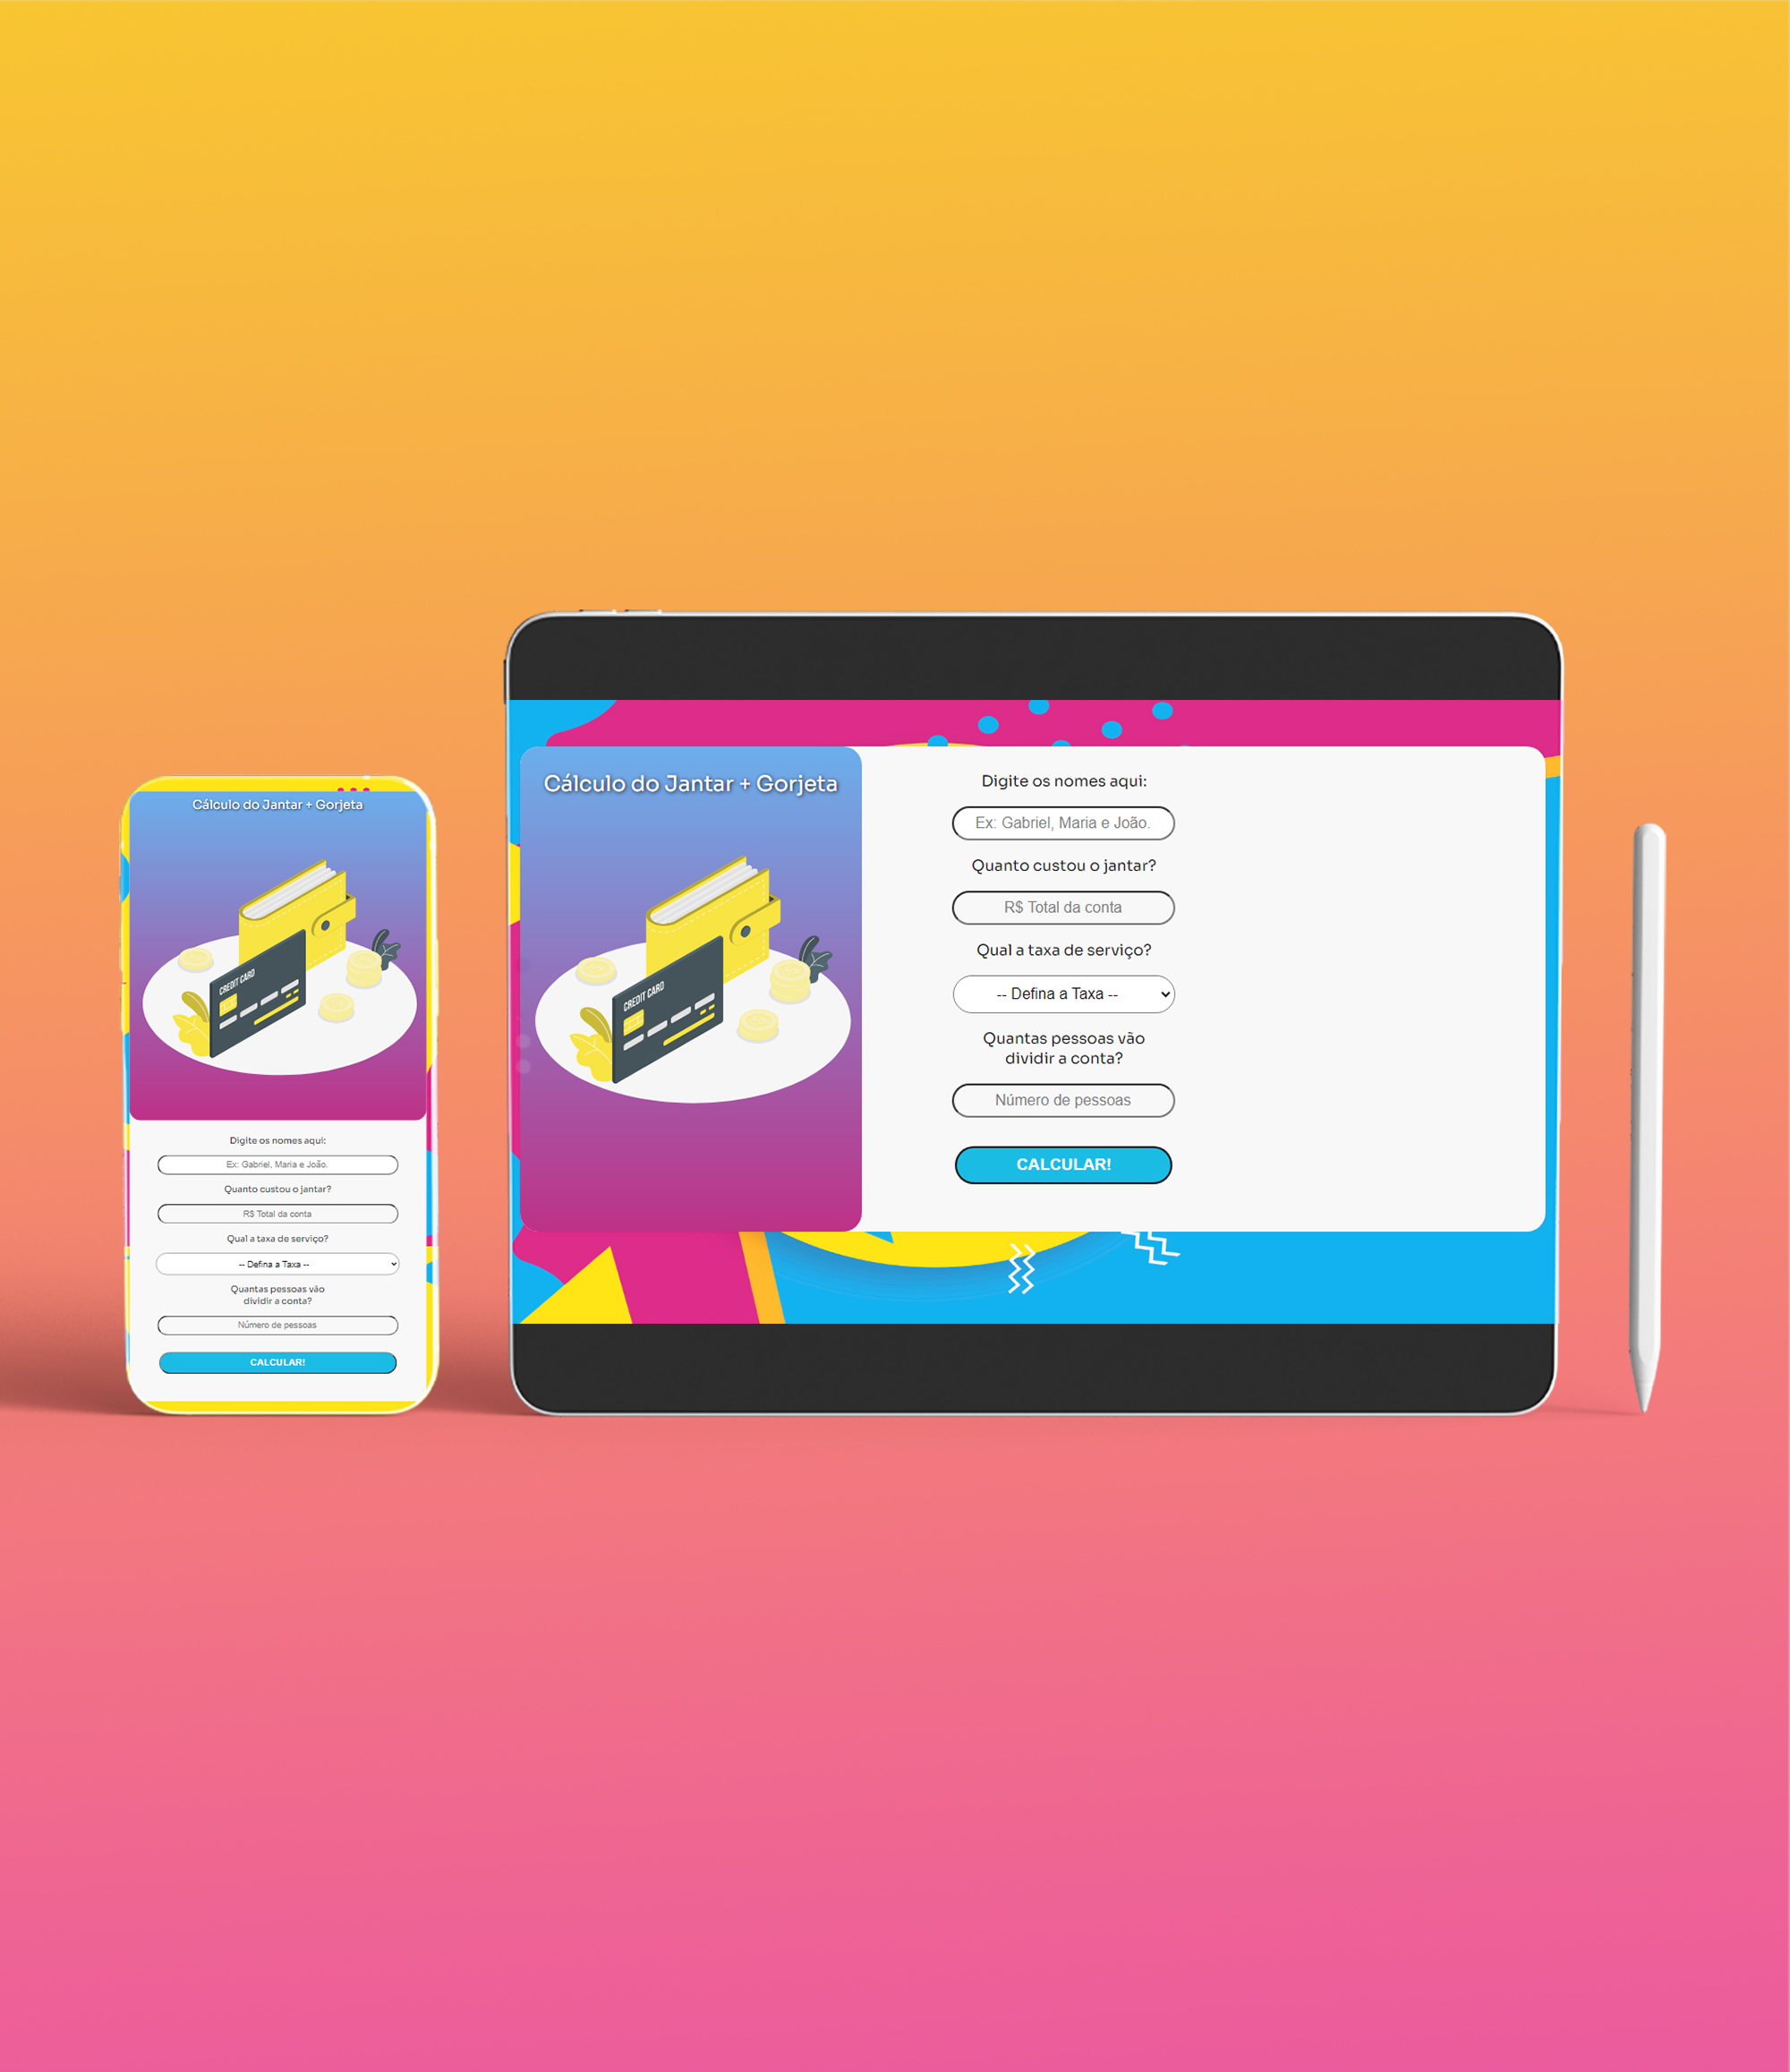 Cálculo do Jantar + Gorjeta
CREDIT CARD
Digite os nomes aqui:
Ex: Gabriel, Maria e João.
Quanto custou o jantar?
R$ Total da conta
Qual a taxa de serviço?
-- Defina a Taxa --
Quantas pessoas vão
dividir a conta?
Número de pessoas
CALCULAR!
Cálculo do Jantar + Gorjeta
CREDIT CARD
Digite os nomes aqui:
Ex: Gabriel, Maria e João.
Quanto custou o jantar?
R$ Total da conta
Qual a taxa de serviço?
-- Defina a Taxa --
Quantas pessoas vão
dividir a conta?
Número de pessoas
CALCULAR!